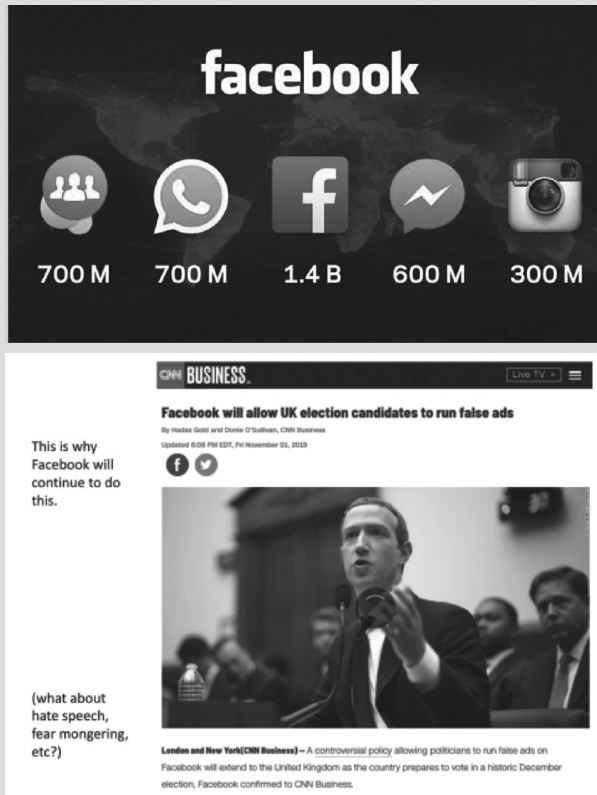 facebook
700 M
700 M
1.4 B
600 M
300 M
CNN BUSINESS
Live TV
Facebook will allow UK election candidates to run false ads
By Hadas Gold and Donie O'Sullivan, CNN Business
Updated 6:08 PM EDT, Fri November 01, 2019
This is why
Facebook will
continue to do
this.
(what about
hate speech,
fear mongering,
etc?)
London and New York(CNN Business) — A controversial policy allowing politicians to run false ads on
Facebook will extend to the United Kingdom as the country prepares to vote in a historic December
election, Facebook confirmed to CNN Business.